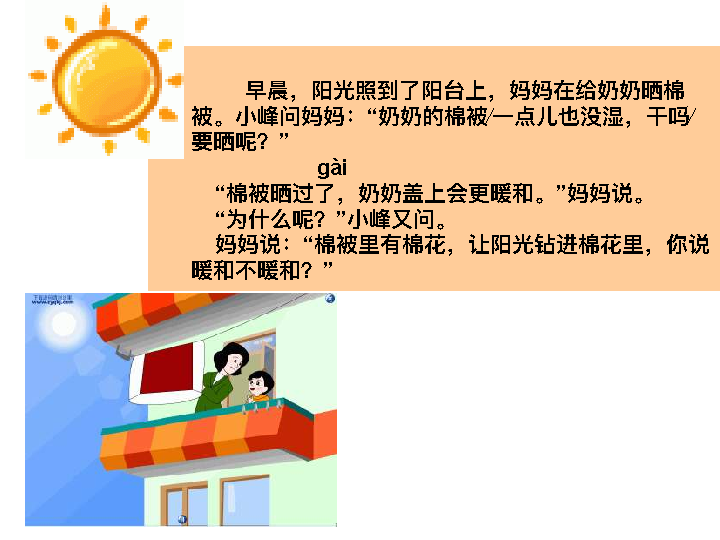 早晨，阳光照到了阳台上，妈妈在给奶奶晒棉
被。小峰问妈妈：“奶奶的棉被/一点儿也没湿，干吗/
要晒呢？”
gài
“棉被晒过了，奶奶盖上会更暖和。”妈妈说。
“为什么呢？”小峰又问。
妈妈说：“棉被里有棉花，让阳光钻进棉花里，你说
暖和不暖和？”